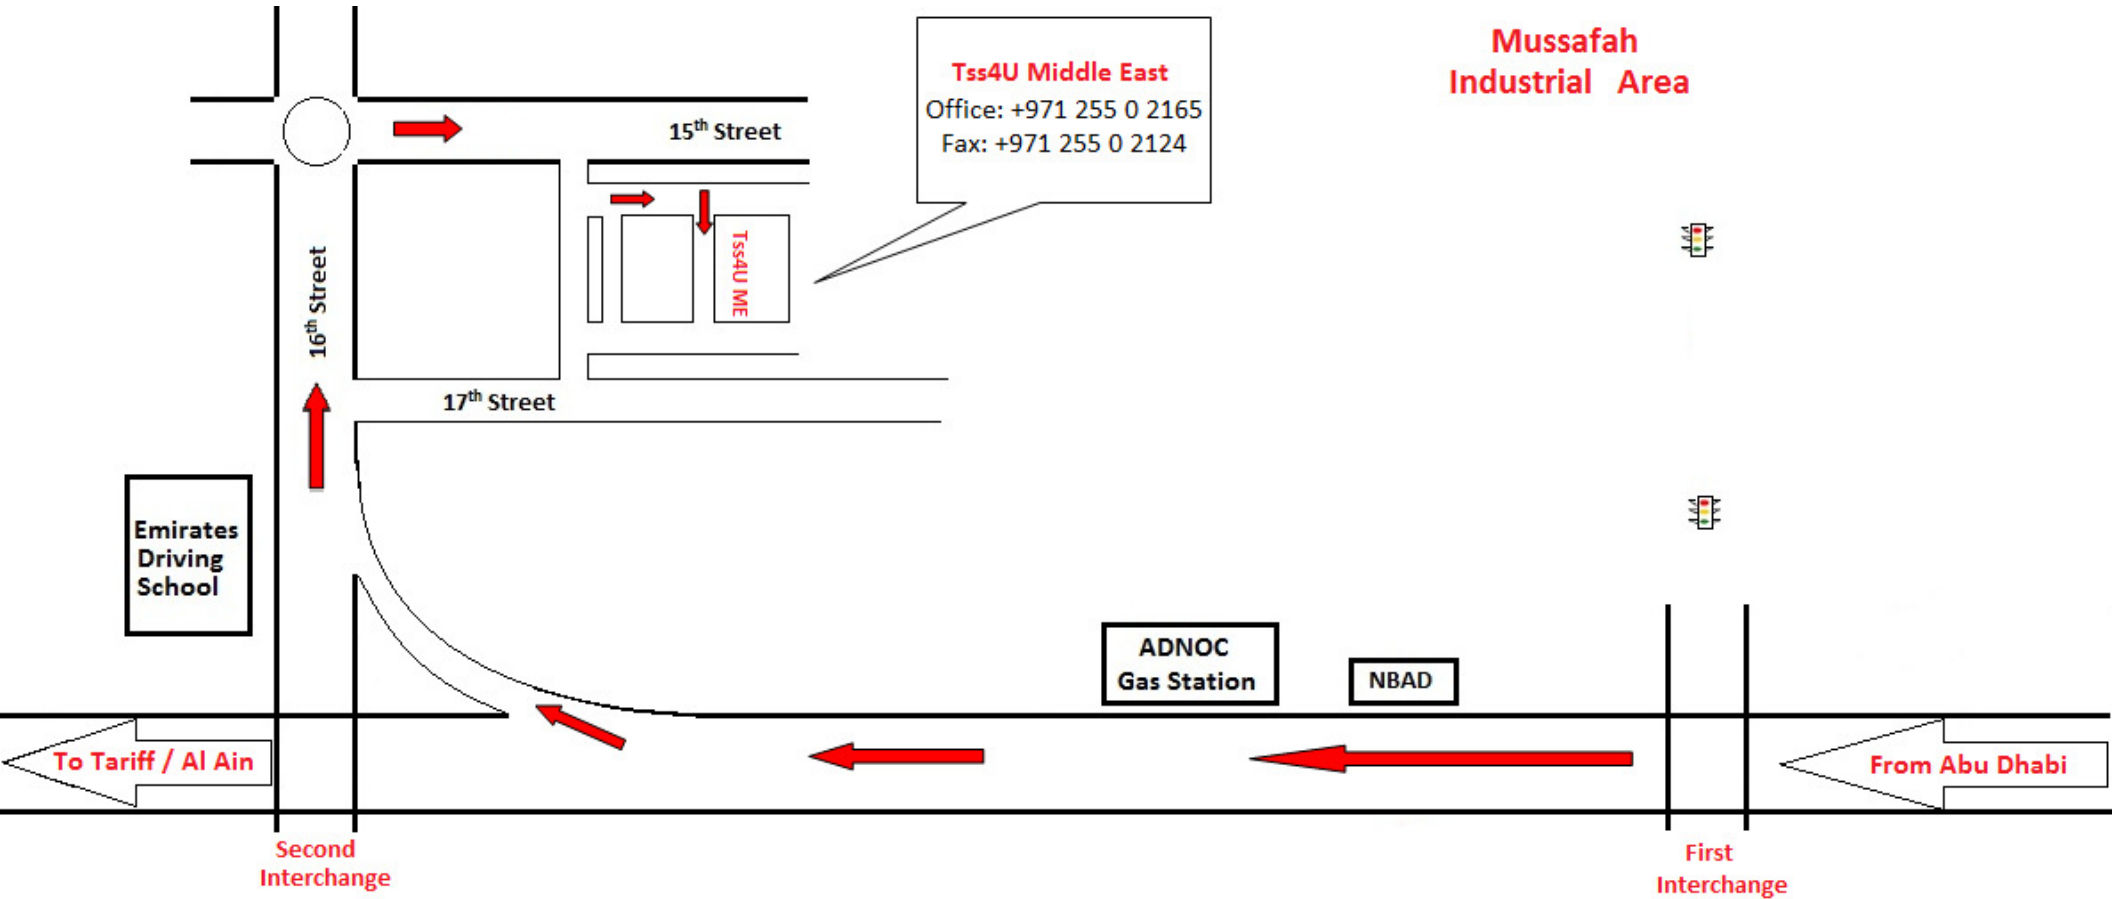 Mussafah
Industrial Area
Tss4U Middle East
Office: +971 255 0 2165
Fax: +971 255 0 2124
15th Street
Tss4U ME
16th Street
17th Street
Emirates
Driving
School
ADNOC
Gas Station
NBAD
To Tariff / Al Ain
From Abu Dhabi
Second
Interchange
First
Interchange